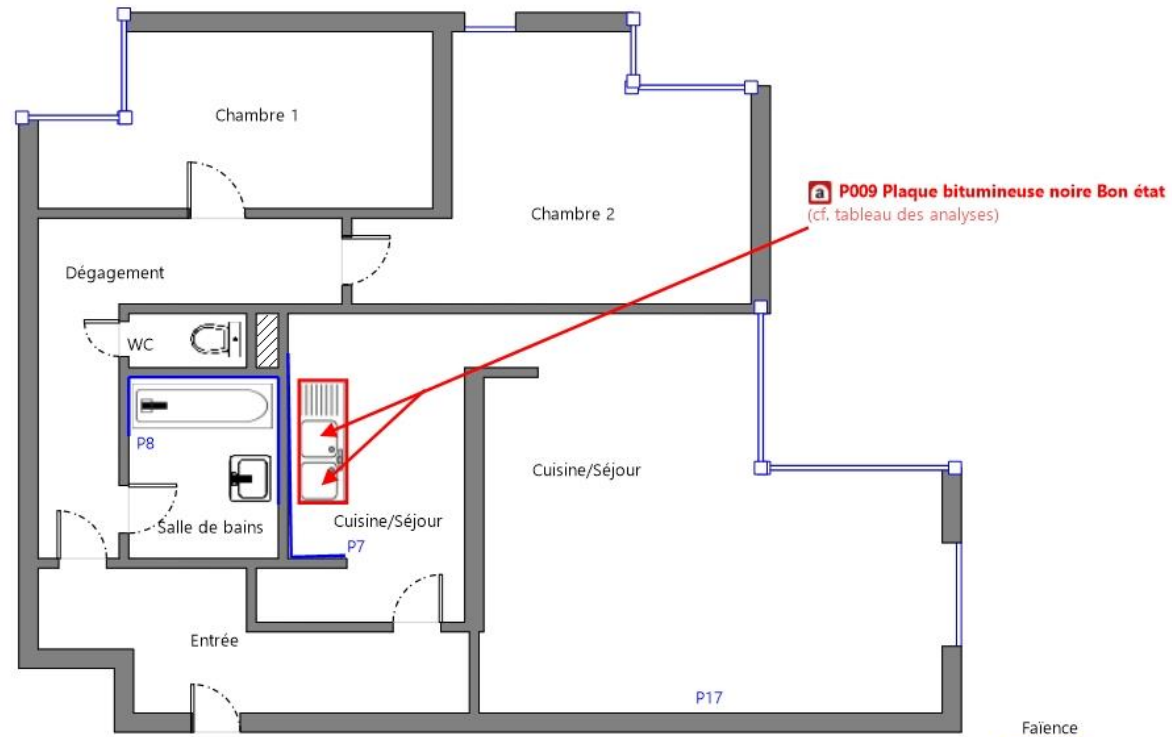 Chambre 1
a P009 Plaque bitumineuse noire Bon état
(cf. tableau des analyses)
Chambre 2
Dégagement
WC
P8
Cuisine/Séjour
Salle de bains
Cuisine/Séjour
P7
Entrée
P17
Faïence